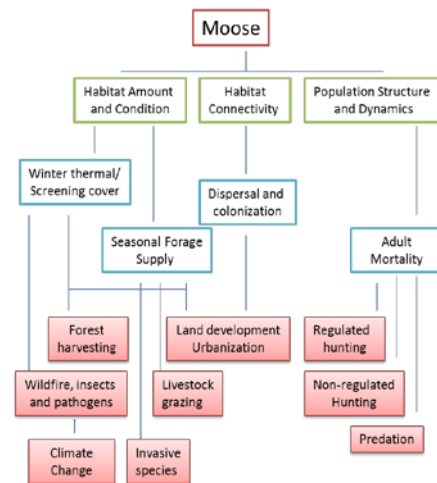 Moose
Habitat Amount
and Condition
Habitat
Connectivity
Population Structure
and Dynamics
Winter thermal/
Screening cover
Dispersal and
colonization
Seasonal Forage
Supply
Adult
Mortality
Forest
harvesting
Land development
Urbanization
Regulated
hunting
Wildfire, insects
and pathogens
Livestock
grazing
Non-regulated
Hunting
Climate
Change
Invasive
species
Predation